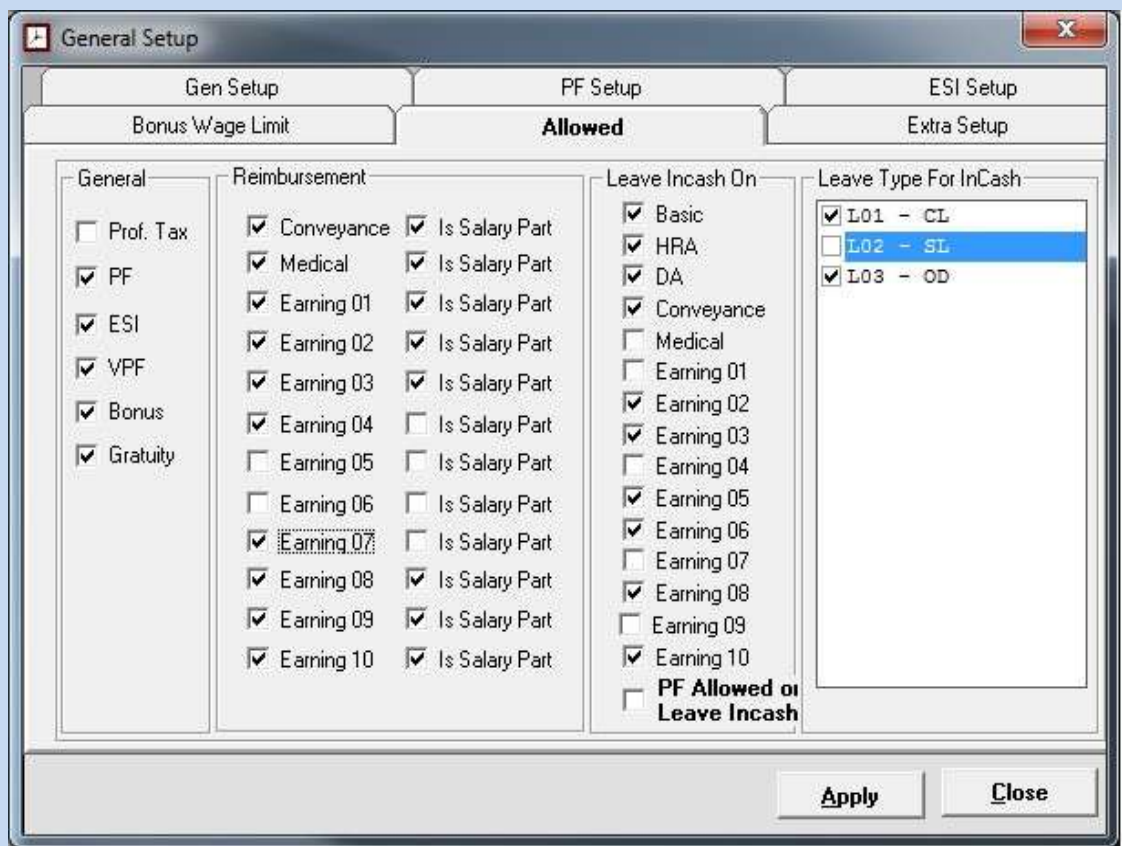 General Setup
Gen Setup
PF Setup
ESI Setup
Bonus Wage Limit
Allowed
Extra Setup
General
Prof. Tax
PF
ESI
VPF
Bonus
Gratuity
Reimbursement
Conveyance Is Salary Part
Medical Is Salary Part
Earning 01 Is Salary Part
Earning 02 Is Salary Part
Earning 03 Is Salary Part
Earning 04 Is Salary Part
Earning 05 Is Salary Part
Earning 06 Is Salary Part
Earning 07 Is Salary Part
Earning 08 Is Salary Part
Earning 09 Is Salary Part
Earning 10 Is Salary Part
Leave Incash On
Basic
HRA
DA
Conveyance
Medical
Earning 01
Earning 02
Earning 03
Earning 04
Earning 05
Earning 06
Earning 07
Earning 08
Earning 09
Earning 10
PF Allowed
Leave Incash
Leave Type For InCash
L01 - CL
L02 - SL
L03 - OD
Apply
Close